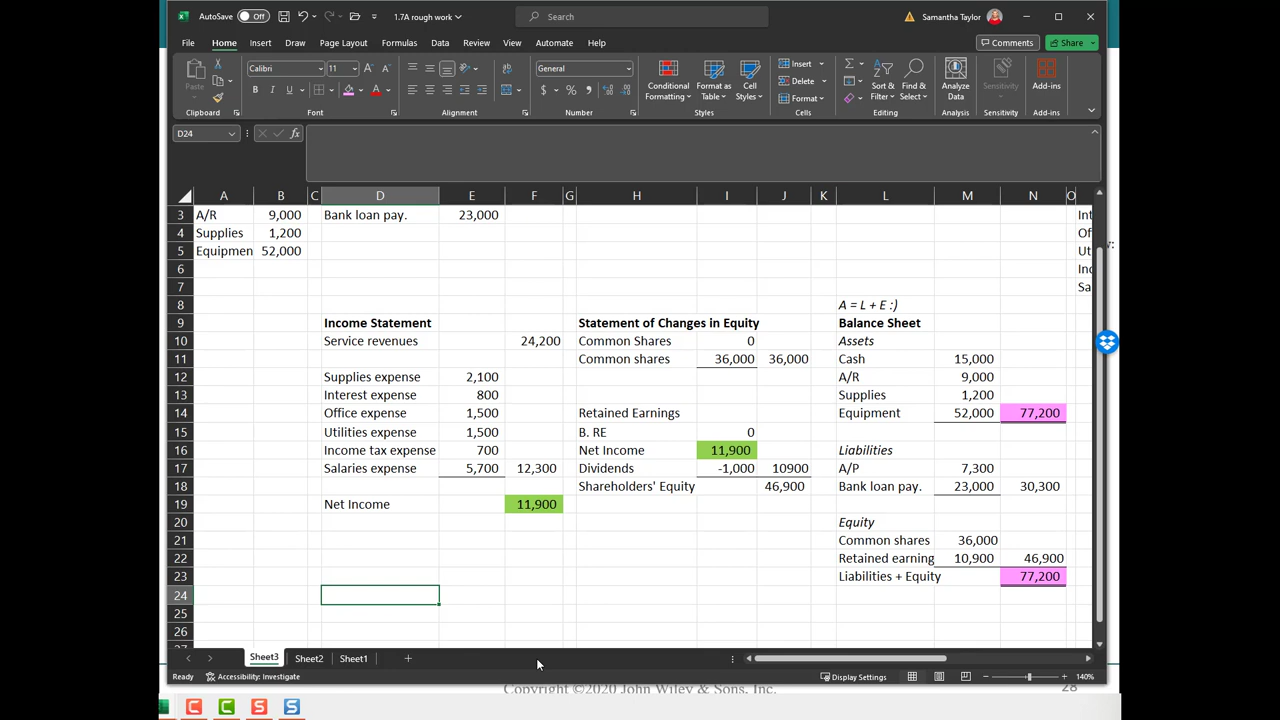 AutoSave Off 1.7A rough work Search Samantha Taylor
File Home Insert Draw Page Layout Formulas Data Review View Automate Help Comments Share
Calibri 11 General Insert
Paste B I U $ % Conditional Formatting Format as Table Cell Styles Delete Sort & Filter Find & Select Analyze Data Sensitivity Add-ins
Format
Clipboard Font Alignment Number Styles Cells Editing Analysis Sensitivity Add-ins
D24 fx
A B C D E F G H I J K L M N O
3 A/R 9,000 Bank loan pay. 23,000 Int
4 Supplies 1,200 Of
5 Equipmen 52,000 Ut
6 Inc
7 Sa
8 A = L + E :)
9 Income Statement Statement of Changes in Equity Balance Sheet
10 Service revenues 24,200 Common Shares 0 Assets
11 Common shares 36,000 36,000 Cash 15,000
12 Supplies expense 2,100 A/R 9,000
13 Interest expense 800 Supplies 1,200
14 Office expense 1,500 Retained Earnings Equipment 52,000 77,200
15 Utilities expense 1,500 B. RE 0
16 Income tax expense 700 Net Income 11,900 Liabilities
17 Salaries expense 5,700 12,300 Dividends -1,000 10900 A/P 7,300
18 Shareholders' Equity 46,900 Bank loan pay. 23,000 30,300
19 Net Income 11,900
20 Equity
21 Common shares 36,000
22 Retained earning 10,900 46,900
23 Liabilities + Equity 77,200
24
25
26
Sheet3 Sheet2 Sheet1
Ready Accessibility: Investigate Display Settings 140%
Copyright ©2020 John Wiley & Sons, Inc. 28